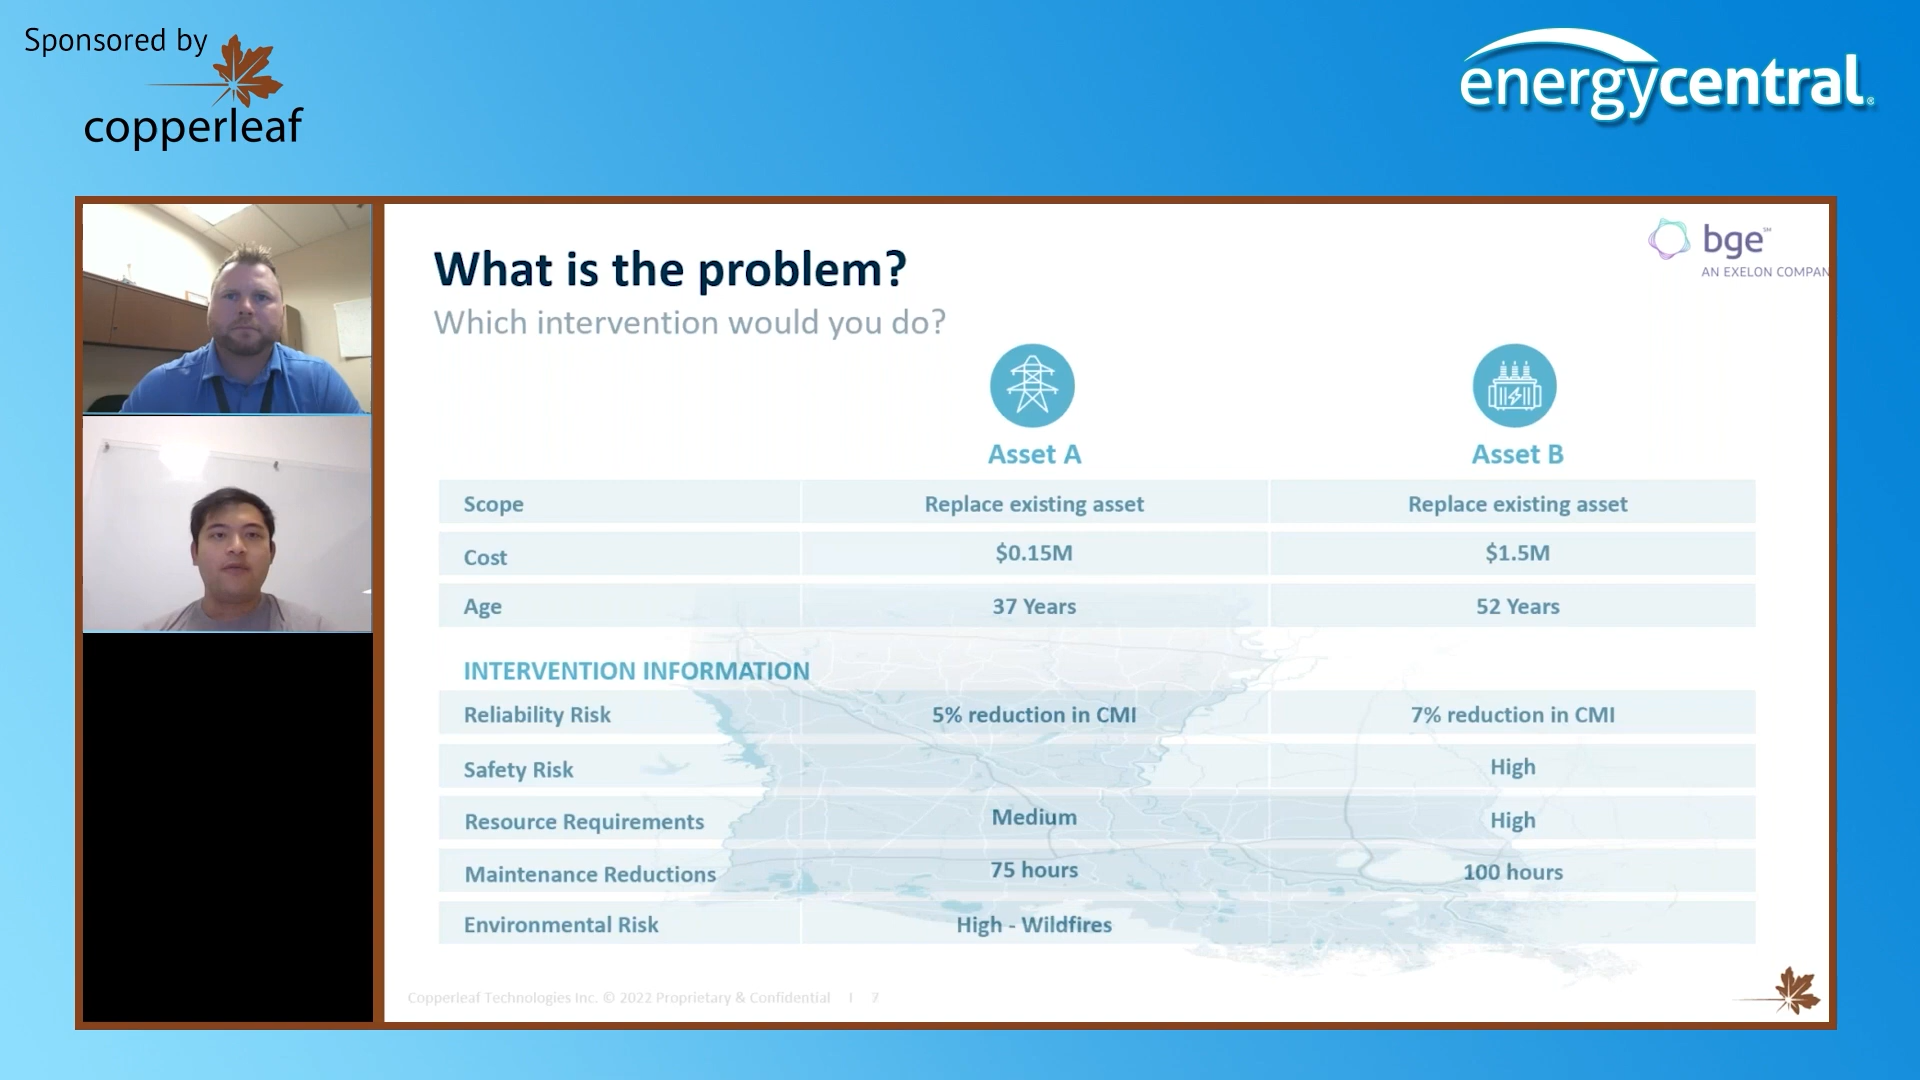 Sponsored by
copperleaf
energycentral®
bge℠
AN EXELON COMPAN
What is the problem?
Which intervention would you do?
Asset A
Asset B
Scope
Replace existing asset
Replace existing asset
Cost
$0.15M
$1.5M
Age
37 Years
52 Years
INTERVENTION INFORMATION
Reliability Risk
5% reduction in CMI
7% reduction in CMI
Safety Risk
High
Resource Requirements
Medium
High
Maintenance Reductions
75 hours
100 hours
Environmental Risk
High - Wildfires
Copperleaf Technologies Inc. © 2022 Proprietary & Confidential | 7